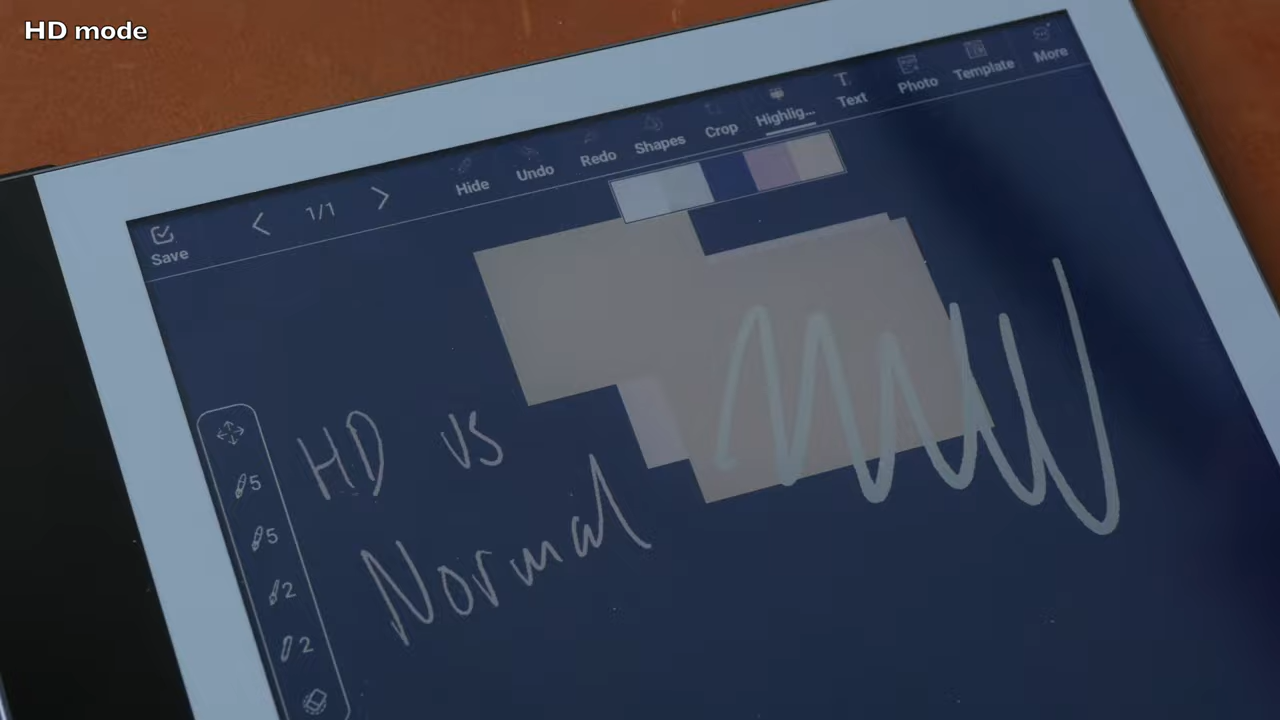 HD mode
Save
1/1
Hide
Undo
Redo
Shapes
Crop
Highlig...
Text
Photo
Template
More
5
5
2
2
HD vs
Normal